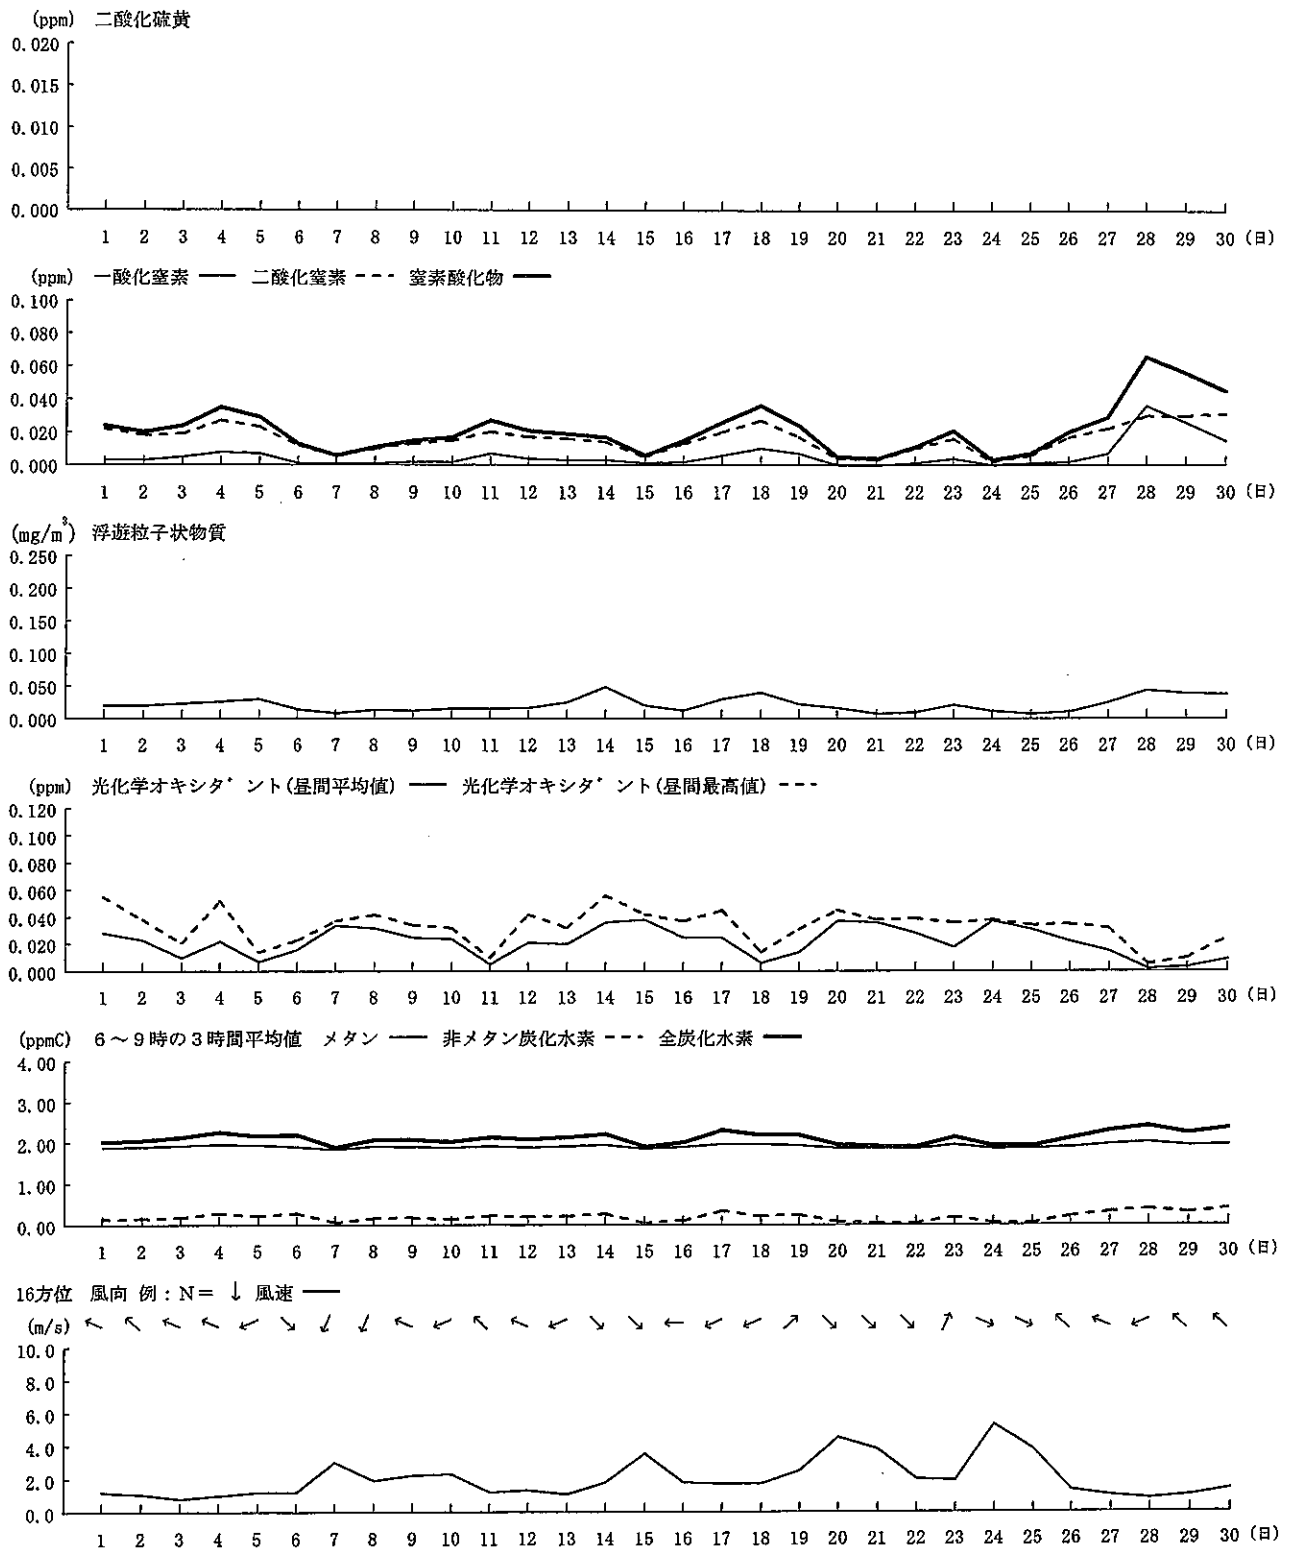 (ppm) 二酸化硫黄
0.020
0.015
0.010
0.005
0.000
1 2 3 4 5 6 7 8 9 10 11 12 13 14 15 16 17 18 19 20 21 22 23 24 25 26 27 28 29 30 (日)
(ppm) 一酸化窒素 二酸化窒素 窒素酸化物
0.100
0.080
0.060
0.040
0.020
0.000
1 2 3 4 5 6 7 8 9 10 11 12 13 14 15 16 17 18 19 20 21 22 23 24 25 26 27 28 29 30 (日)
(mg/m³) 浮遊粒子状物質
0.250
0.200
0.150
0.100
0.050
0.000
1 2 3 4 5 6 7 8 9 10 11 12 13 14 15 16 17 18 19 20 21 22 23 24 25 26 27 28 29 30 (日)
(ppm) 光化学オキシダント(昼間平均値) 光化学オキシダント(昼間最高値)
0.120
0.100
0.080
0.060
0.040
0.020
0.000
1 2 3 4 5 6 7 8 9 10 11 12 13 14 15 16 17 18 19 20 21 22 23 24 25 26 27 28 29 30 (日)
(ppmC) 6～9時の3時間平均値 メタン 非メタン炭化水素 全炭化水素
4.00
3.00
2.00
1.00
0.00
1 2 3 4 5 6 7 8 9 10 11 12 13 14 15 16 17 18 19 20 21 22 23 24 25 26 27 28 29 30 (日)
16方位 風向 例：N＝ ↓ 風速
(m/s)
10.0
8.0
6.0
4.0
2.0
0.0
1 2 3 4 5 6 7 8 9 10 11 12 13 14 15 16 17 18 19 20 21 22 23 24 25 26 27 28 29 30 (日)